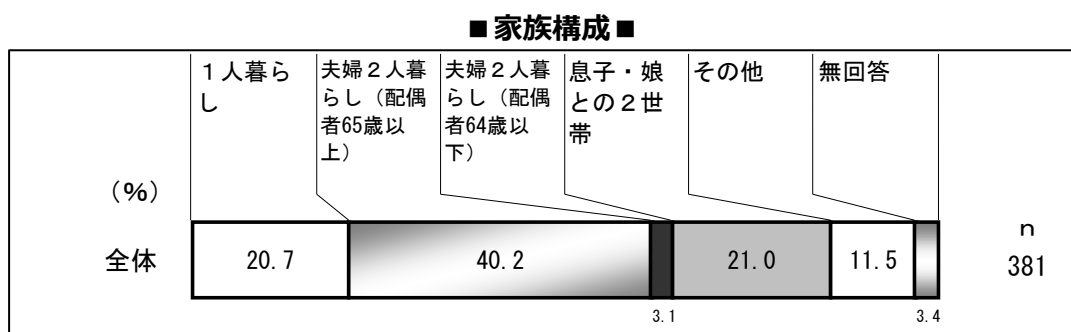 ■家族構成■
１人暮らし
夫婦２人暮らし（配偶者65歳以上）
夫婦２人暮らし（配偶者64歳以下）
息子・娘との２世帯
その他
無回答
（%）
全体
20.7
40.2
3.1
21.0
11.5
3.4
n
381